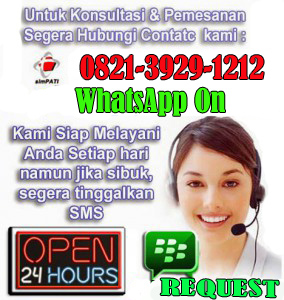 Untuk Konsultasi & Pemesanan
Segera Hubungi Contatc kami :
simPATI
0821-3929-1212
WhatsApp On
Kami Siap Melayani
Anda Setiap hari
namun jika sibuk,
segera tinggalkan
SMS
OPEN
24 HOURS
REQUEST